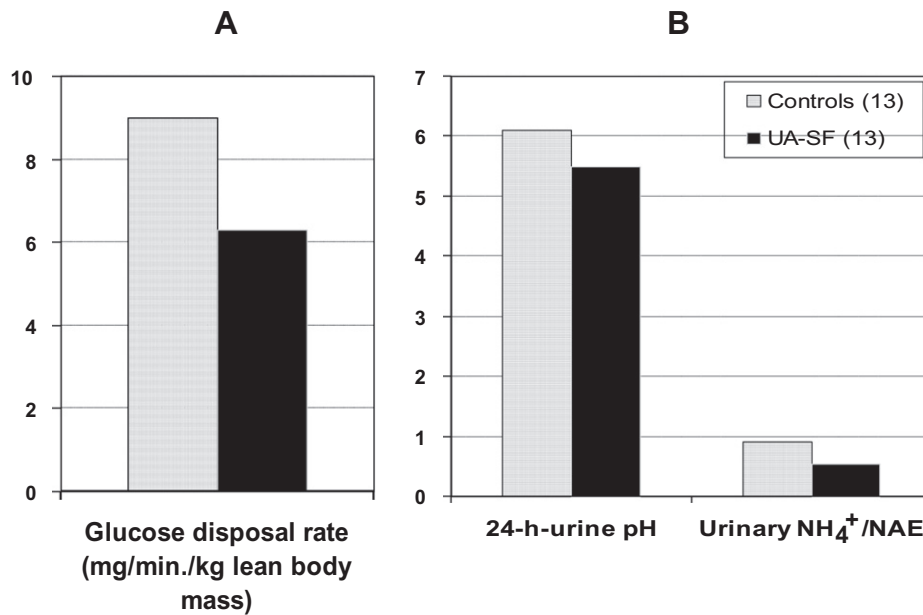 A
10
8
6
4
2
0
Glucose disposal rate
(mg/min./kg lean body
mass)
B
7
6
5
4
3
2
1
0
Controls (13)
UA-SF (13)
24-h-urine pH
Urinary NH₄⁺/NAE